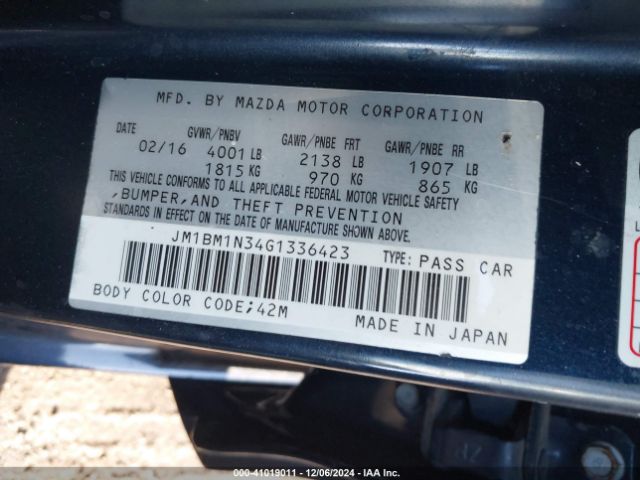 MFD. BY MAZDA MOTOR CORPORATION
DATE GVWR/PNBV GAWR/PNBE FRT GAWR/PNBE RR
02/16 4001 LB 2138 LB 1907 LB
1815 KG 970 KG 865 KG
THIS VEHICLE CONFORMS TO ALL APPLICABLE FEDERAL MOTOR VEHICLE SAFETY
,BUMPER,AND THEFT PREVENTION
STANDARDS IN EFFECT ON THE DATE OF MANUFACTURE SHOWN ABOVE.
JM1BM1N34G1336423 TYPE: PASS CAR
BODY COLOR CODE;42M
MADE IN JAPAN
000-41019011 - 12/06/2024 - IAA Inc.